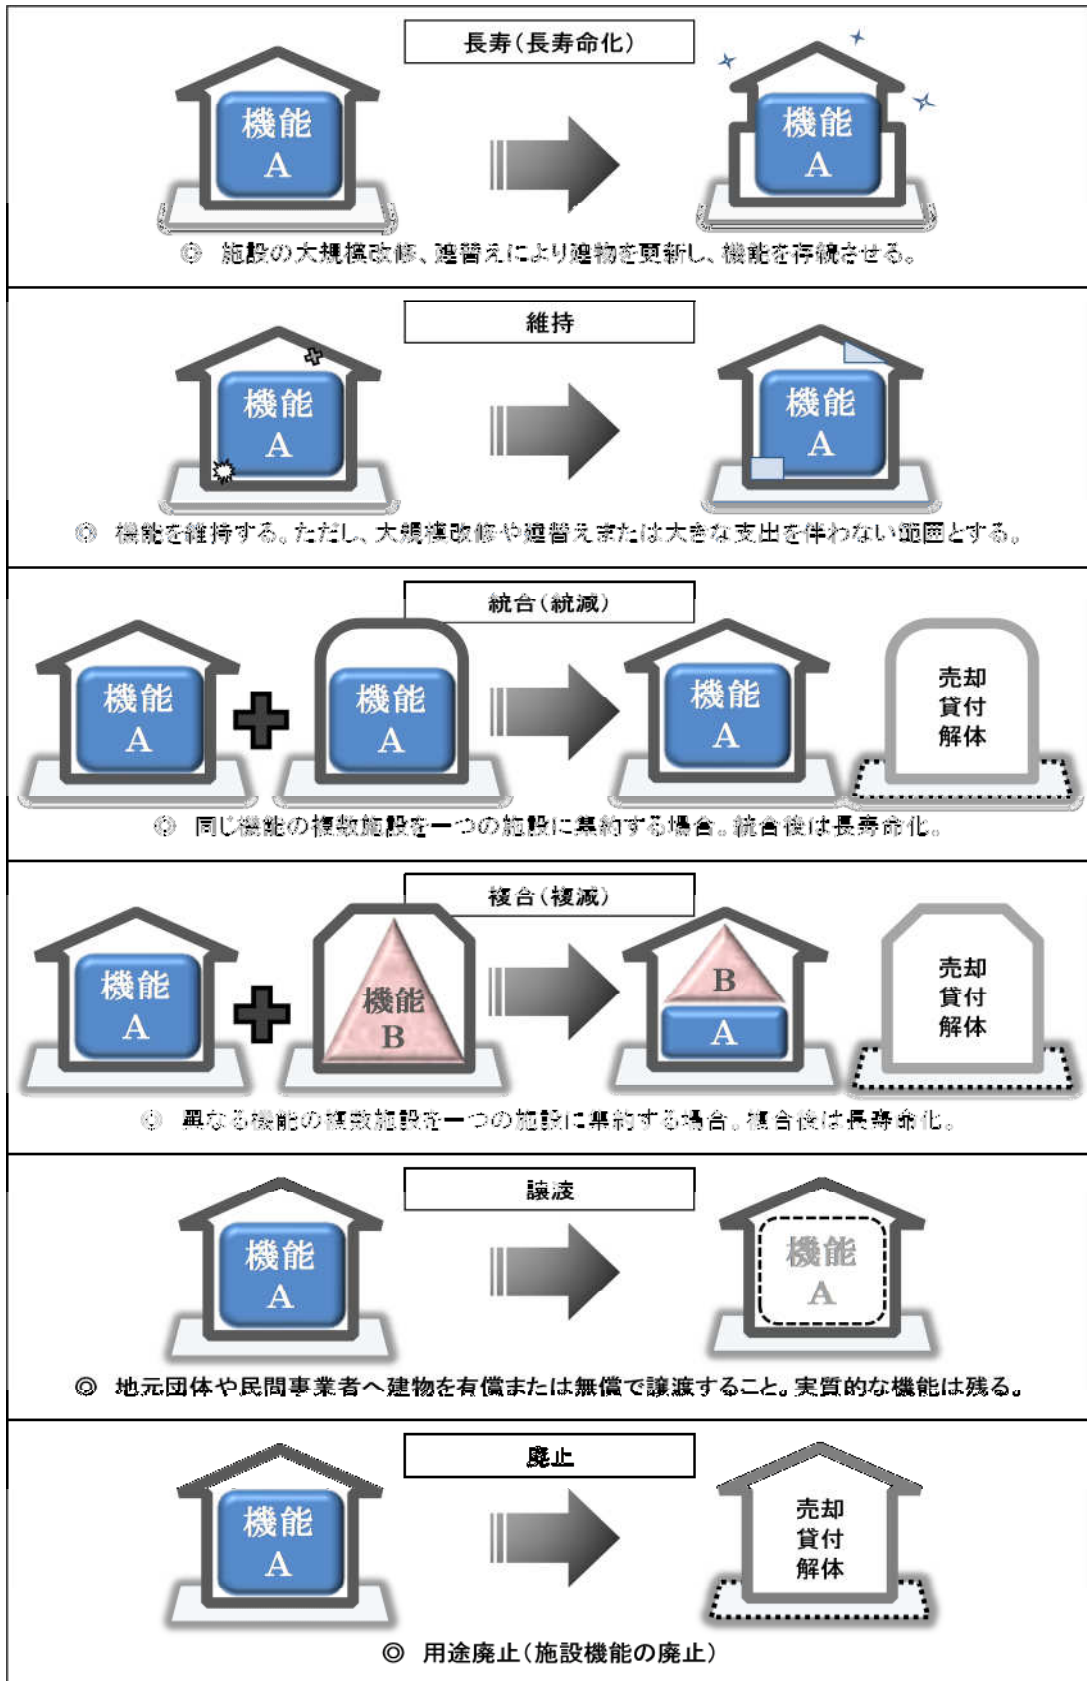 長寿(長寿命化)
機能
A
機能
A
◎ 施設の大規模改修、建替えにより建物を更新し、機能を存続させる。
維持
機能
A
機能
A
◎ 機能を維持する。ただし、大規模改修や建替えまたは大きな支出を伴わない範囲とする。
統合(統減)
機能
A
機能
A
機能
A
売却
貸付
解体
◎ 同じ機能の複数施設を一つの施設に集約する場合。統合後は長寿命化。
複合(複減)
機能
A
機能
B
B
A
売却
貸付
解体
◎ 異なる機能の複数施設を一つの施設に集約する場合。複合後は長寿命化。
譲渡
機能
A
機能
A
◎ 地元団体や民間事業者へ建物を有償または無償で譲渡すること。実質的な機能は残る。
廃止
機能
A
売却
貸付
解体
◎ 用途廃止(施設機能の廃止)